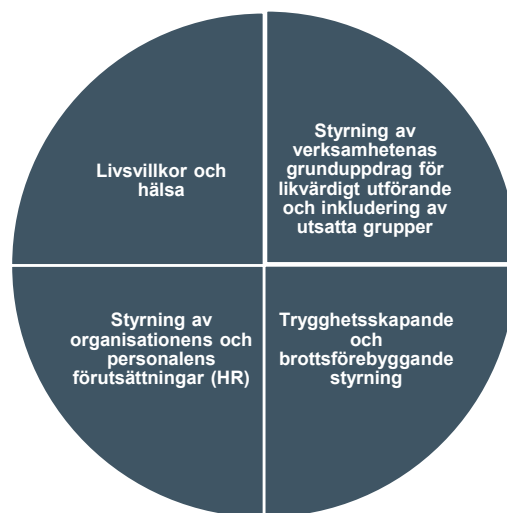 Livsvillkor och
hälsa
Styrning av
verksamhetenas
grunduppdrag för
likvärdigt utförande
och inkludering av
utsatta grupper
Styrning av
organisationens och
personalens
förutsättningar (HR)
Trygghetsskapande
och
brottsförebyggande
styrning